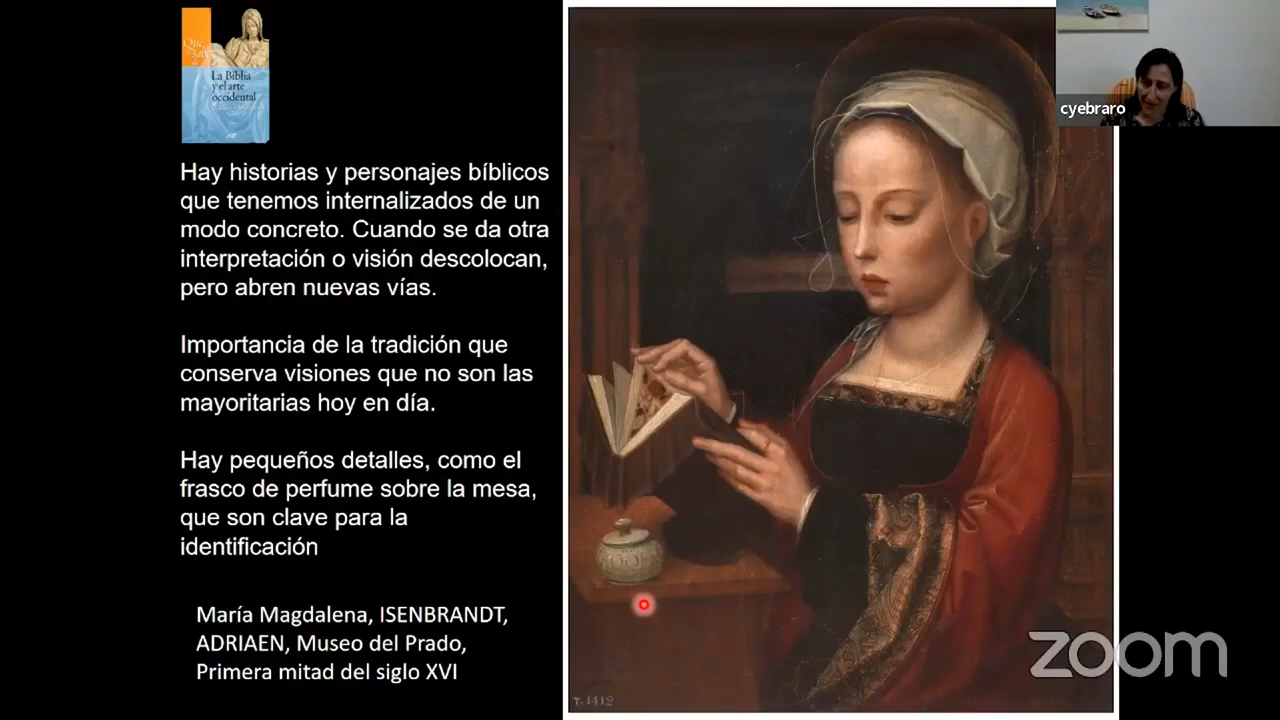 Qué
La Biblia
y el arte
occidental
Hay historias y personajes bíblicos
que tenemos internalizados de un
modo concreto. Cuando se da otra
interpretación o visión descolocan,
pero abren nuevas vías.
Importancia de la tradición que
conserva visiones que no son las
mayoritarias hoy en día.
Hay pequeños detalles, como el
frasco de perfume sobre la mesa,
que son clave para la
identificación
María Magdalena, ISENBRANDT,
ADRIAEN, Museo del Prado,
Primera mitad del siglo XVI
cyebraro
zoom